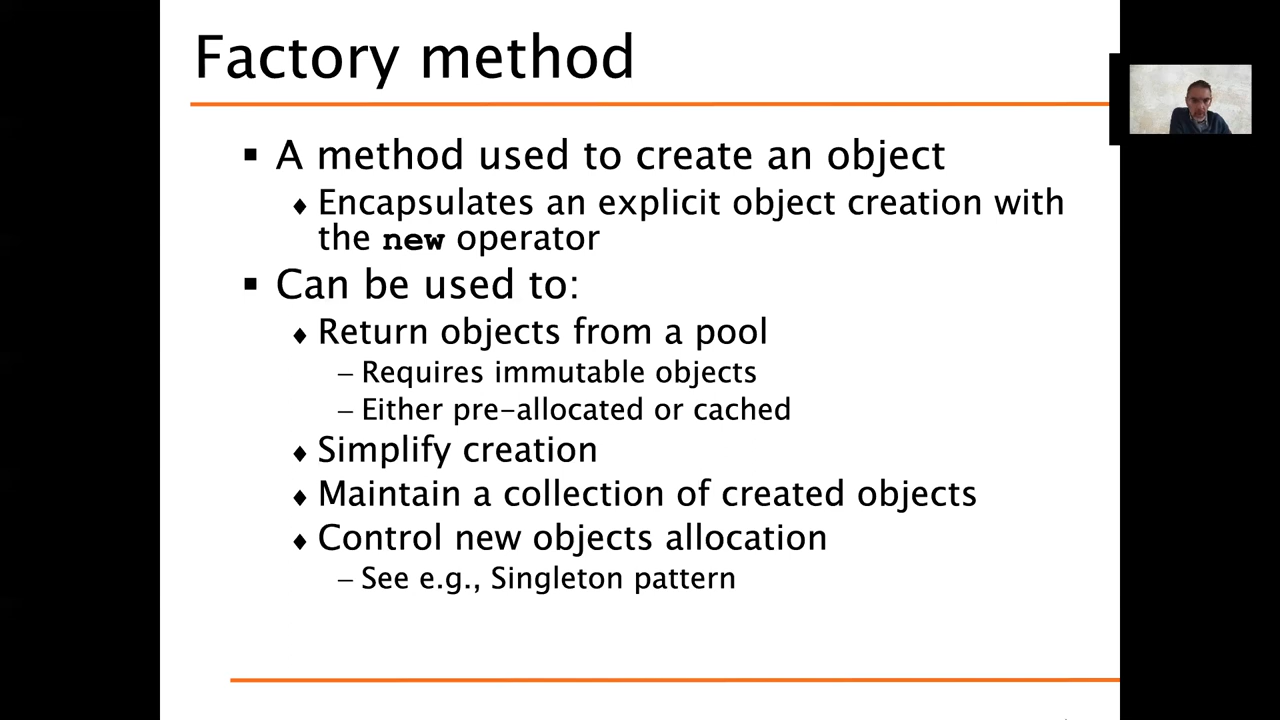 Factory method
▪ A method used to create an object
♦ Encapsulates an explicit object creation with
the new operator
▪ Can be used to:
♦ Return objects from a pool
– Requires immutable objects
– Either pre-allocated or cached
♦ Simplify creation
♦ Maintain a collection of created objects
♦ Control new objects allocation
– See e.g., Singleton pattern